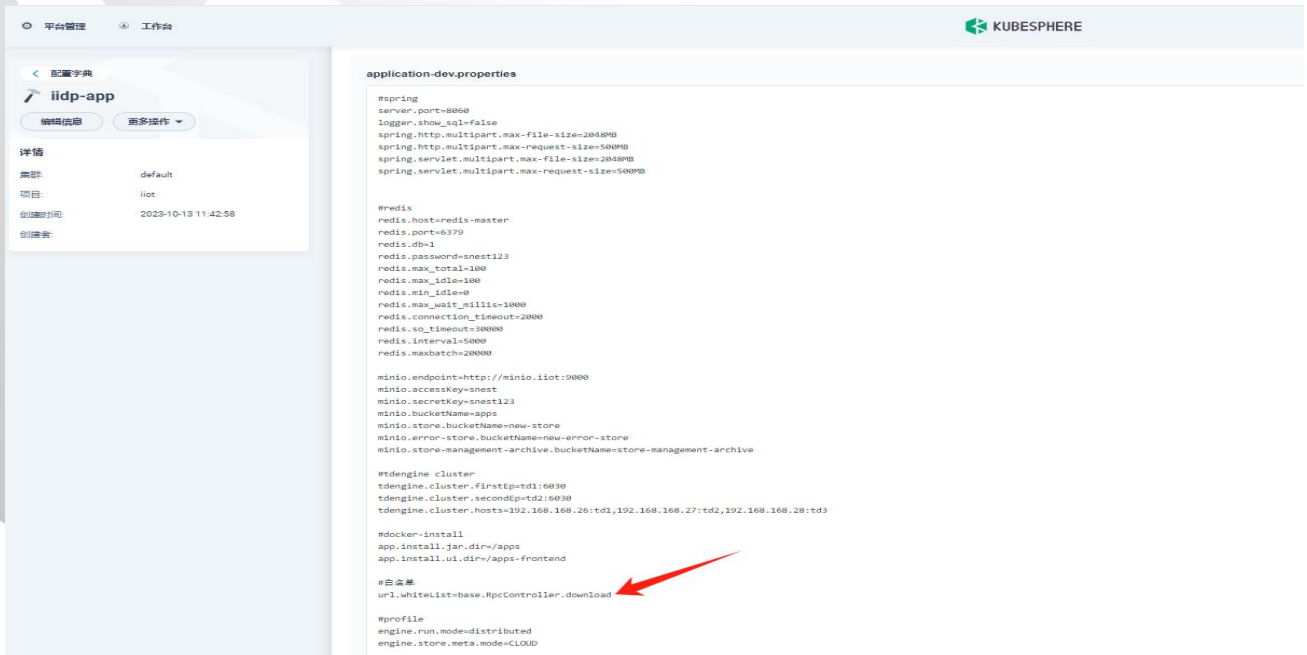 平台管理 工作台 KUBESPHERE
配置字典
iidp-app
编辑信息 更多操作
详情
集群: default
项目: iiot
创建时间: 2023-10-13 11:42:58
创建者:
application-dev.properties
#spring
server.port=8060
logger.show_sql=false
spring.http.multipart.max-file-size=2048MB
spring.http.multipart.max-request-size=500MB
spring.servlet.multipart.max-file-size=2048MB
spring.servlet.multipart.max-request-size=500MB
#redis
redis.host=redis-master
redis.port=6379
redis.db=1
redis.password=snest123
redis.max_total=100
redis.max_idle=100
redis.min_idle=0
redis.max_wait_millis=1000
redis.connection_timeout=2000
redis.so_timeout=30000
redis.interval=5000
redis.maxbatch=20000
minio.endpoint=http://minio.iiot:9000
minio.accessKey=snest
minio.secretKey=snest123
minio.bucketName=apps
minio.store.bucketName=new-store
minio.error-store.bucketName=new-error-store
minio.store-management-archive.bucketName=store-management-archive
#tdengine cluster
tdengine.cluster.firstEp=td1:6030
tdengine.cluster.secondEp=td2:6030
tdengine.cluster.hosts=192.168.168.26:td1,192.168.168.27:td2,192.168.168.28:td3
#docker-install
app.install.jar.dir=/apps
app.install.ui.dir=/apps-frontend
#白名单
url.whiteList=base.RpcController.download
#profile
engine.run.mode=distributed
engine.store.meta.mode=CLOUD